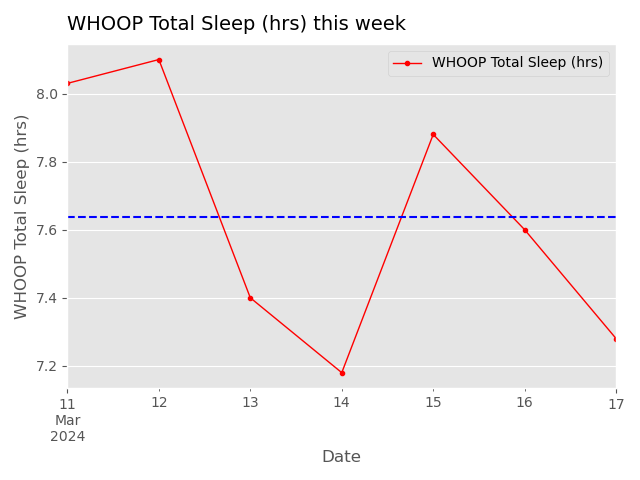 WHOOP Total Sleep (hrs) this week
WHOOP Total Sleep (hrs)
WHOOP Total Sleep (hrs)
8.0
7.8
7.6
7.4
7.2
11 12 13 14 15 16 17
Mar
2024
Date